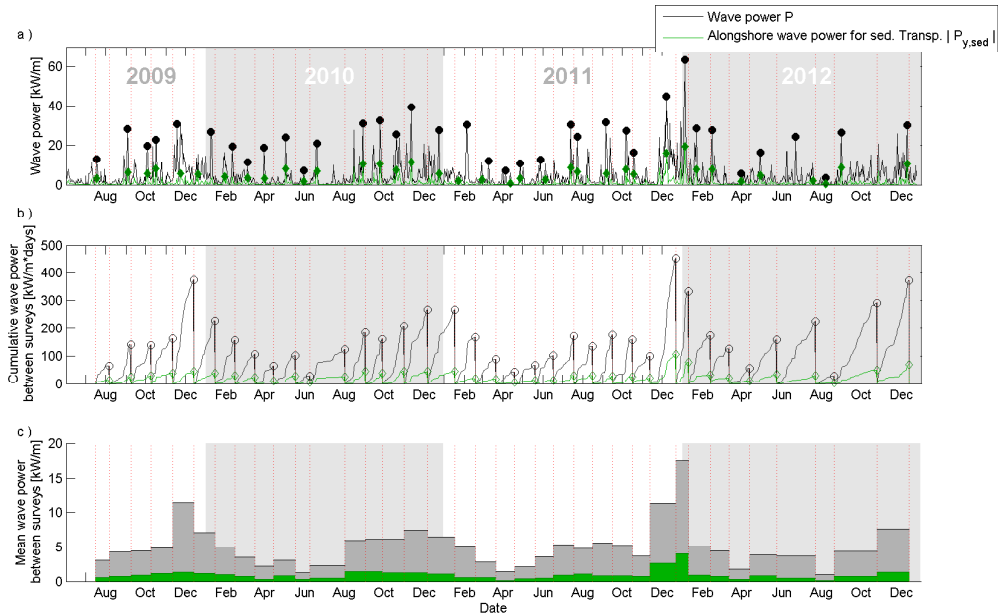 Wave power P
Alongshore wave power for sed. Transp. | P y,sed |
a )
2009 2010 2011 2012
Wave power [kW/m]
60
40
20
0
Aug Oct Dec Feb Apr Jun Aug Oct Dec Feb Apr Jun Aug Oct Dec Feb Apr Jun Aug Oct Dec
b )
Cumulative wave power
between surveys [kW/m*days]
500
400
300
200
100
0
Aug Oct Dec Feb Apr Jun Aug Oct Dec Feb Apr Jun Aug Oct Dec Feb Apr Jun Aug Oct Dec
c )
Mean wave power
between surveys [kW/m]
20
15
10
5
0
Aug Oct Dec Feb Apr Jun Aug Oct Dec Feb Apr Jun Aug Oct Dec Feb Apr Jun Aug Oct Dec
Date